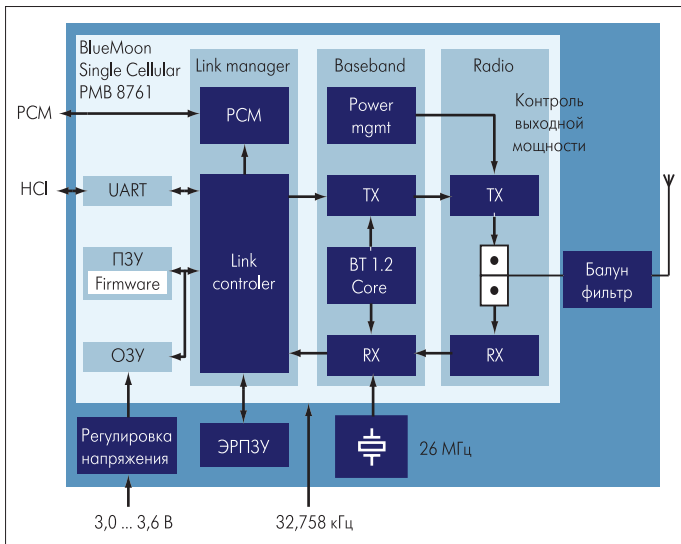 BlueMoon
Single Cellular
PMB 8761
Link manager
Baseband
Radio
PCM
PCM
Power
mgmt
Контроль
выходной
мощности
HCI
UART
TX
TX
ПЗУ
Firmware
Link
controler
BT 1.2
Core
Балун
фильтр
ОЗУ
RX
RX
Регулировка
напряжения
ЭРПЗУ
26 МГц
3,0 ... 3,6 В
32,758 кГц